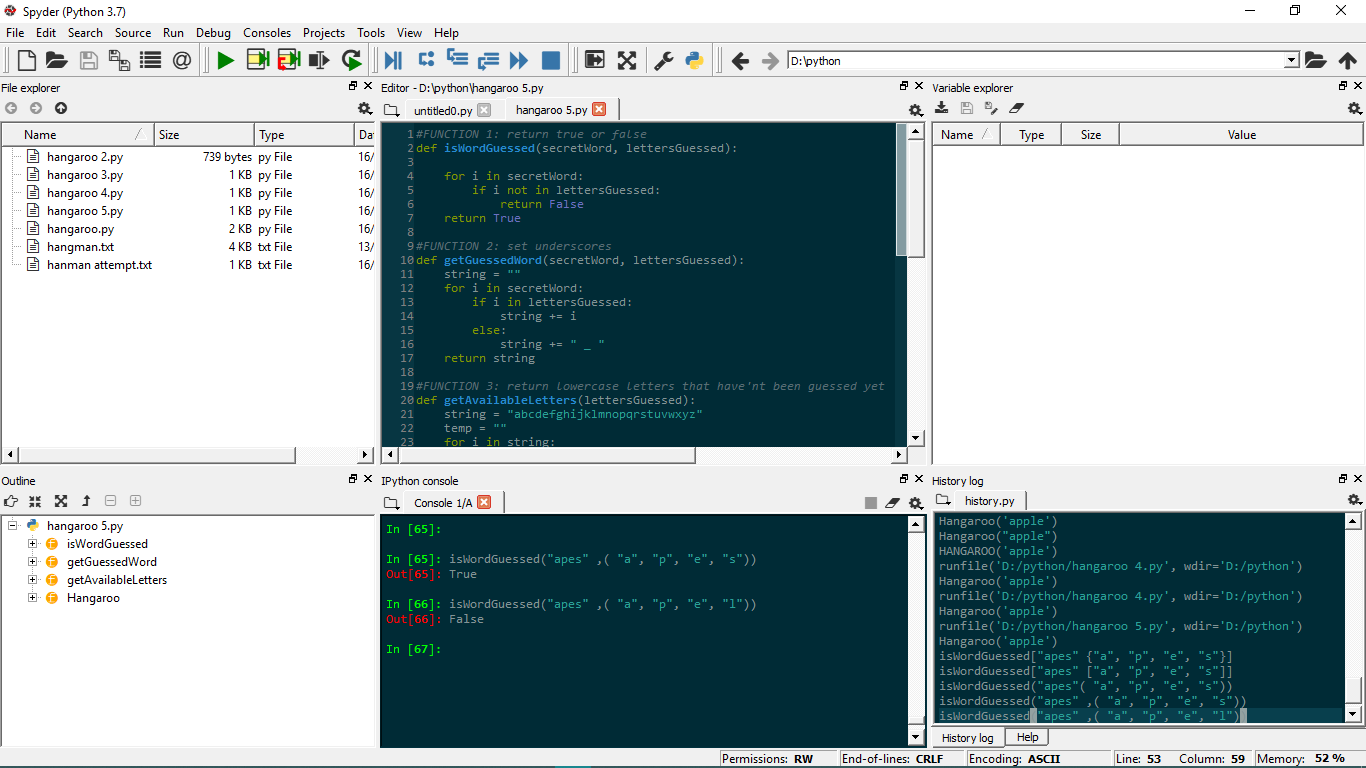 Spyder (Python 3.7)
File Edit Search Source Run Debug Consoles Projects Tools View Help
D:\python
File explorer
Name Size Type Da
hangaroo 2.py 739 bytes py File 16/
hangaroo 3.py 1 KB py File 16/
hangaroo 4.py 1 KB py File 16/
hangaroo 5.py 1 KB py File 16/
hangaroo.py 2 KB py File 16/
hangman.txt 4 KB txt File 13/
hanman attempt.txt 1 KB txt File 16/
Editor - D:\python\hangaroo 5.py
untitled0.py hangaroo 5.py
1 #FUNCTION 1: return true or false
2 def isWordGuessed(secretWord, lettersGuessed):
3
4     for i in secretWord:
5         if i not in lettersGuessed:
6             return False
7     return True
8
9 #FUNCTION 2: set underscores
10 def getGuessedWord(secretWord, lettersGuessed):
11     string = ""
12     for i in secretWord:
13         if i in lettersGuessed:
14             string += i
15         else:
16             string += " _ "
17     return string
18
19 #FUNCTION 3: return lowercase letters that have'nt been guessed yet
20 def getAvailableLetters(lettersGuessed):
21     string = "abcdefghijklmnopqrstuvwxyz"
22     temp = ""
23     for i in string:
Variable explorer
Name Type Size Value
Outline
hangaroo 5.py
isWordGuessed
getGuessedWord
getAvailableLetters
Hangaroo
IPython console
Console 1/A
In [65]:
In [65]: isWordGuessed("apes" ,( "a", "p", "e", "s"))
Out[65]: True
In [66]: isWordGuessed("apes" ,( "a", "p", "e", "l"))
Out[66]: False
In [67]:
History log
history.py
Hangaroo('apple')
Hangaroo("apple")
HANGAROO('apple')
runfile('D:/python/hangaroo 4.py', wdir='D:/python')
Hangaroo('apple')
runfile('D:/python/hangaroo 4.py', wdir='D:/python')
Hangaroo('apple')
runfile('D:/python/hangaroo 5.py', wdir='D:/python')
Hangaroo('apple')
isWordGuessed["apes" {"a", "p", "e", "s"}]
isWordGuessed["apes" ["a", "p", "e", "s"]]
isWordGuessed("apes"( "a", "p", "e", "s"))
isWordGuessed("apes" ,( "a", "p", "e", "s"))
isWordGuessed("apes" ,( "a", "p", "e", "l"))
History log Help
Permissions: RW End-of-lines: CRLF Encoding: ASCII Line: 53 Column: 59 Memory: 52 %